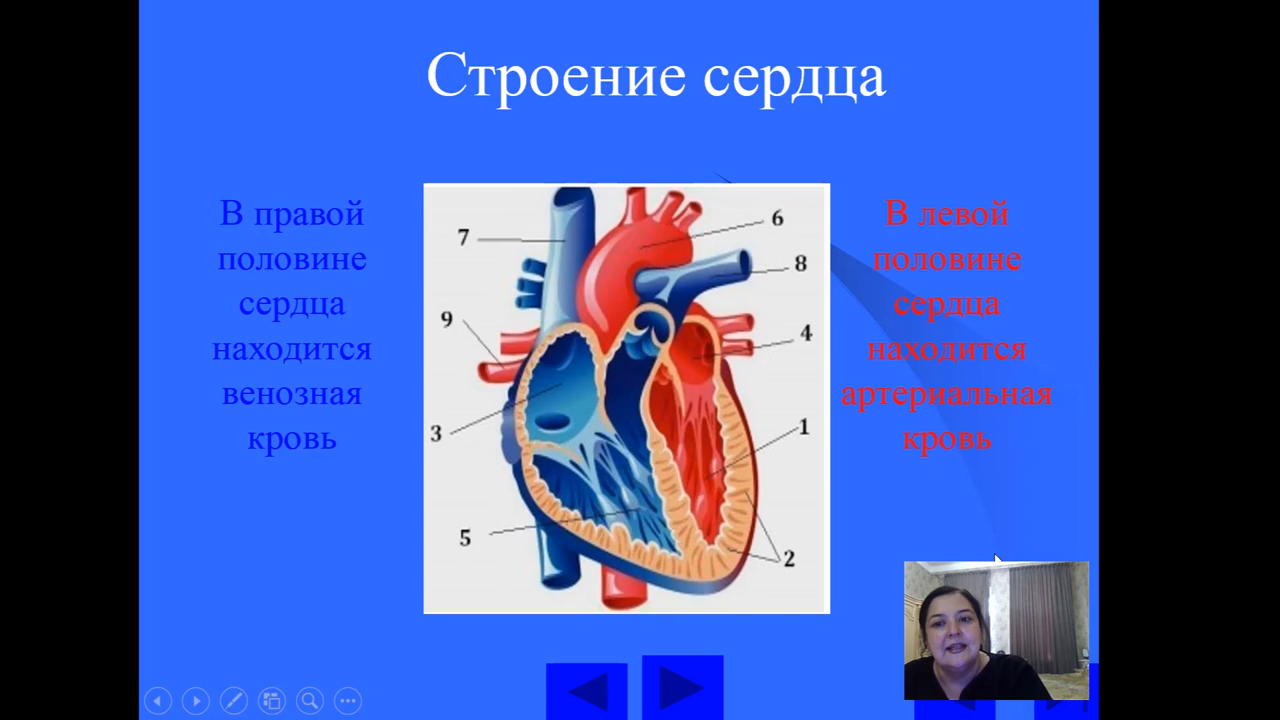 Строение сердца
В правой
половине
сердца
находится
венозная
кровь
7
6
8
9
4
3
1
5
2
В левой
половине
сердца
находится
артериальная
кровь